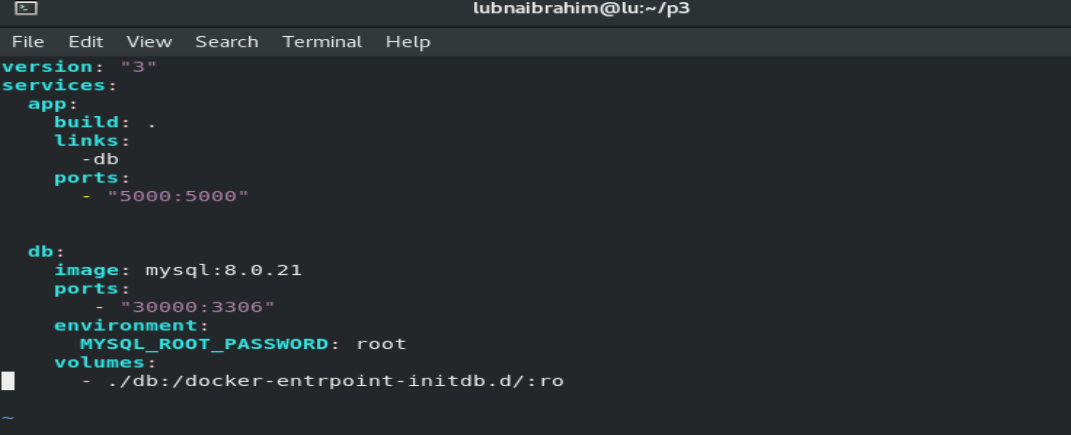 lubnaibrahim@lu:~/p3
File Edit View Search Terminal Help
version: "3"
services:
  app:
    build: .
    links:
      -db
    ports:
      - "5000:5000"
  db:
    image: mysql:8.0.21
    ports:
       - "30000:3306"
    environment:
      MYSQL_ROOT_PASSWORD: root
    volumes:
      - ./db:/docker-entrpoint-initdb.d/:ro
~